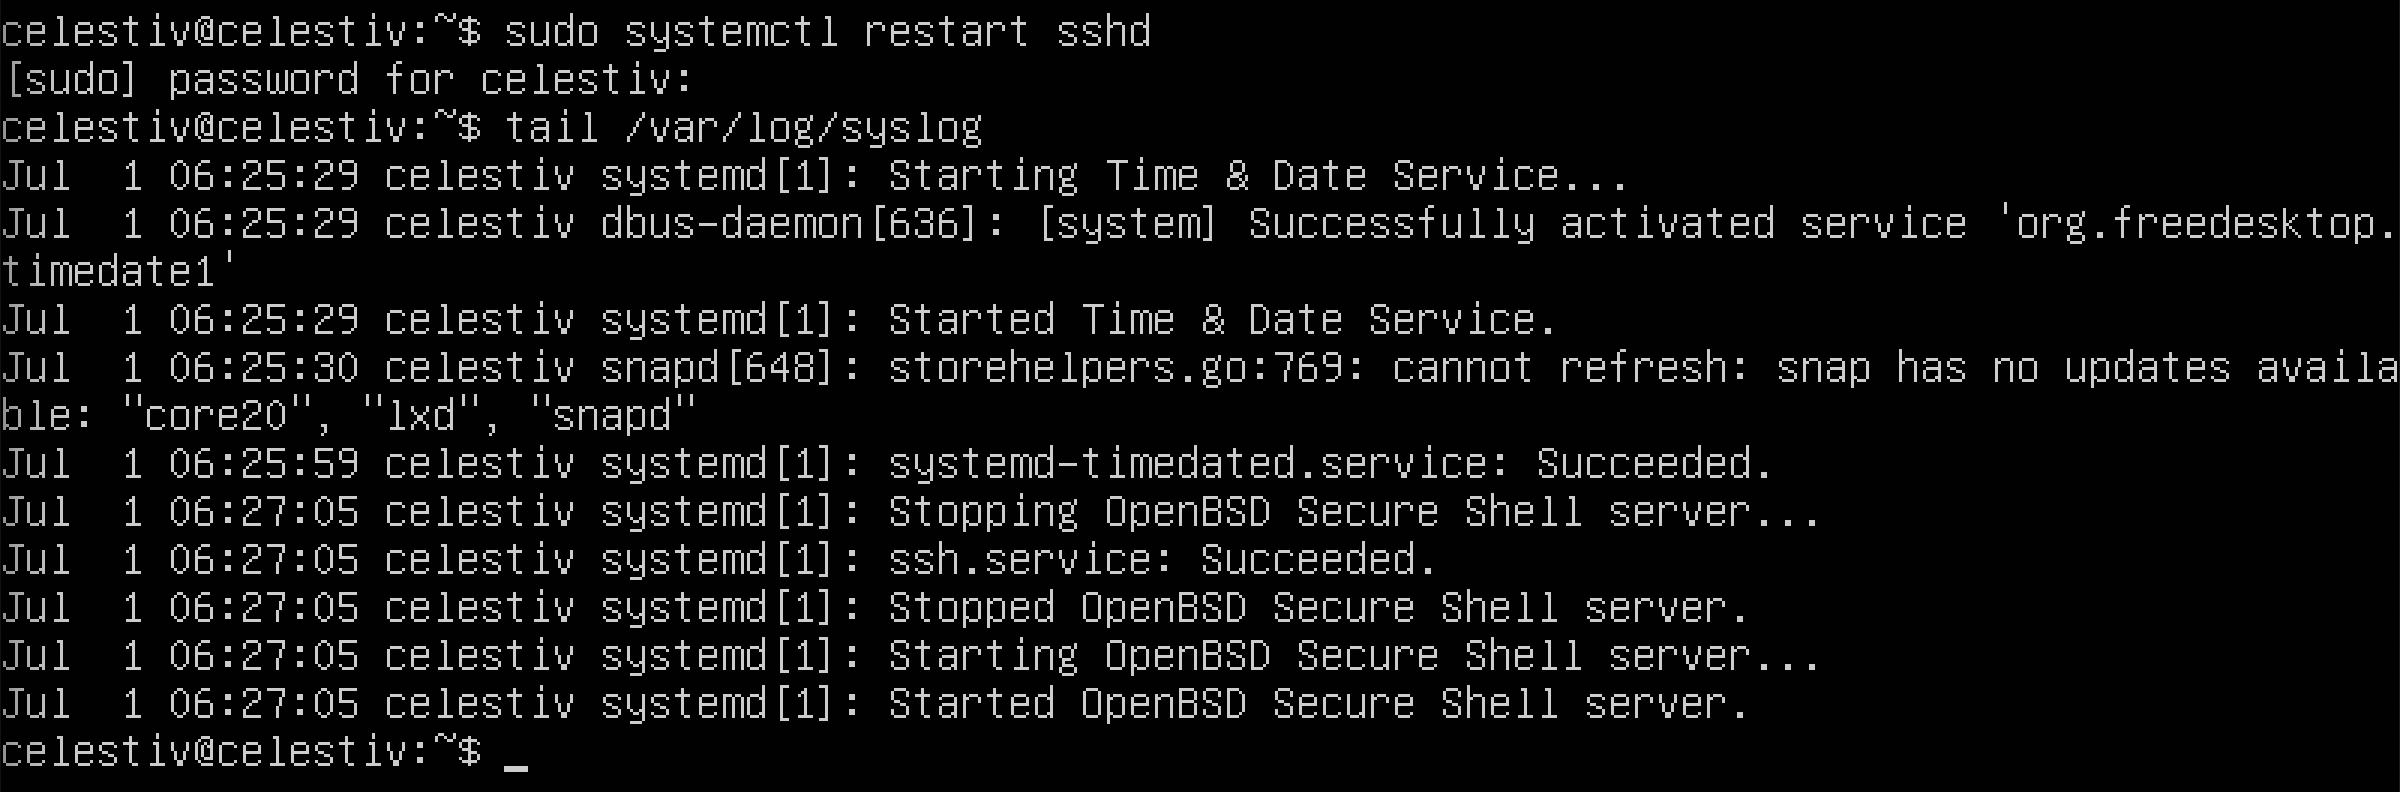 celestiv@celestiv:~$ sudo systemctl restart sshd
[sudo] password for celestiv:
celestiv@celestiv:~$ tail /var/log/syslog
Jul  1 06:25:29 celestiv systemd[1]: Starting Time & Date Service...
Jul  1 06:25:29 celestiv dbus-daemon[636]: [system] Successfully activated service 'org.freedesktop.
timedate1'
Jul  1 06:25:29 celestiv systemd[1]: Started Time & Date Service.
Jul  1 06:25:30 celestiv snapd[648]: storehelpers.go:769: cannot refresh: snap has no updates availa
ble: "core20", "lxd", "snapd"
Jul  1 06:25:59 celestiv systemd[1]: systemd-timedated.service: Succeeded.
Jul  1 06:27:05 celestiv systemd[1]: Stopping OpenBSD Secure Shell server...
Jul  1 06:27:05 celestiv systemd[1]: ssh.service: Succeeded.
Jul  1 06:27:05 celestiv systemd[1]: Stopped OpenBSD Secure Shell server.
Jul  1 06:27:05 celestiv systemd[1]: Starting OpenBSD Secure Shell server...
Jul  1 06:27:05 celestiv systemd[1]: Started OpenBSD Secure Shell server.
celestiv@celestiv:~$ _